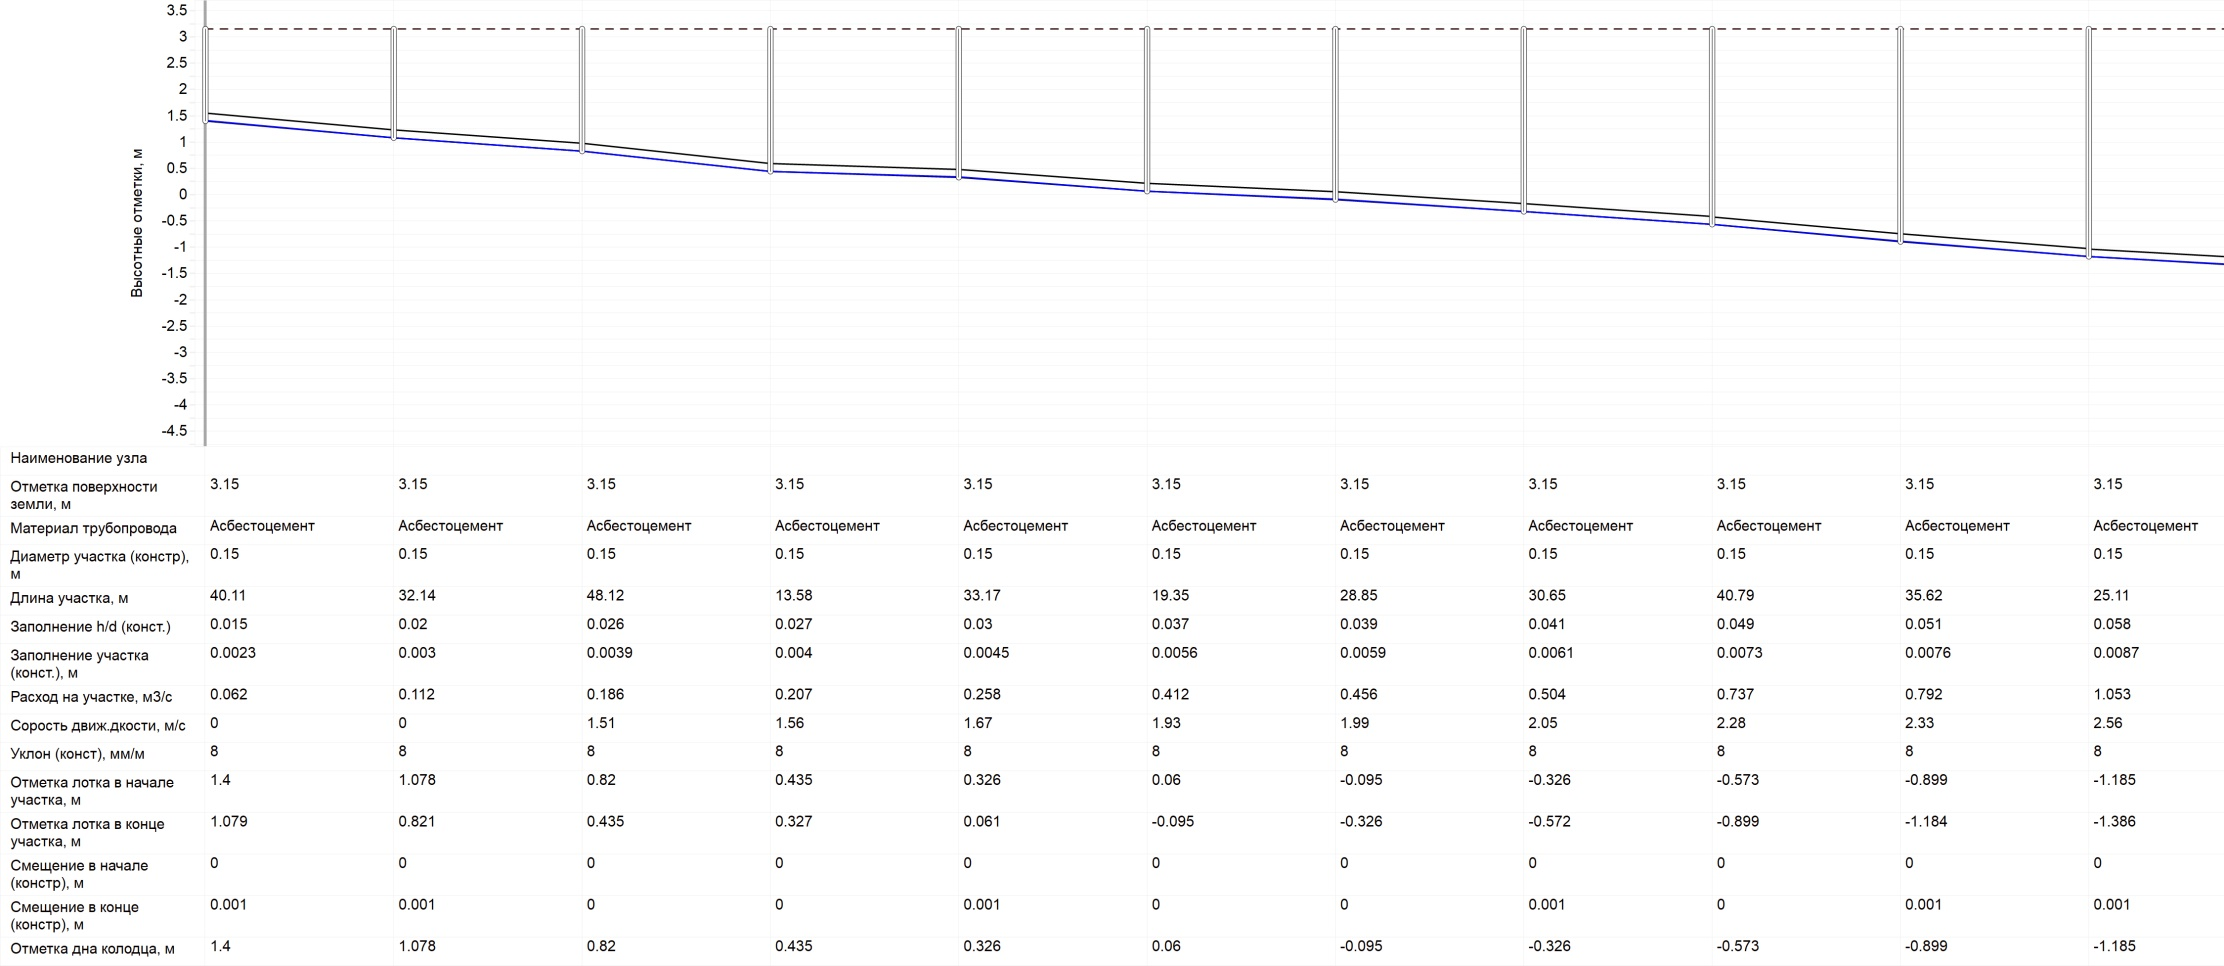 3.5
3
2.5
2
1.5
1
0.5
0
-0.5
-1
-1.5
-2
-2.5
-3
-3.5
-4
-4.5
Высотные отметки, м
Наименование узла
Отметка поверхности
земли, м
3.15 3.15 3.15 3.15 3.15 3.15 3.15 3.15 3.15 3.15 3.15
Материал трубопровода
Асбестоцемент Асбестоцемент Асбестоцемент Асбестоцемент Асбестоцемент Асбестоцемент Асбестоцемент Асбестоцемент Асбестоцемент Асбестоцемент Асбестоцемент
Диаметр участка (констр),
м
0.15 0.15 0.15 0.15 0.15 0.15 0.15 0.15 0.15 0.15 0.15
Длина участка, м
40.11 32.14 48.12 13.58 33.17 19.35 28.85 30.65 40.79 35.62 25.11
Заполнение h/d (конст.)
0.015 0.02 0.026 0.027 0.03 0.037 0.039 0.041 0.049 0.051 0.058
Заполнение участка
(конст.), м
0.0023 0.003 0.0039 0.004 0.0045 0.0056 0.0059 0.0061 0.0073 0.0076 0.0087
Расход на участке, м3/с
0.062 0.112 0.186 0.207 0.258 0.412 0.456 0.504 0.737 0.792 1.053
Сорость движ.дкости, м/с
0 0 1.51 1.56 1.67 1.93 1.99 2.05 2.28 2.33 2.56
Уклон (конст), мм/м
8 8 8 8 8 8 8 8 8 8 8
Отметка лотка в начале
участка, м
1.4 1.078 0.82 0.435 0.326 0.06 -0.095 -0.326 -0.573 -0.899 -1.185
Отметка лотка в конце
участка, м
1.079 0.821 0.435 0.327 0.061 -0.095 -0.326 -0.572 -0.899 -1.184 -1.386
Смещение в начале
(констр), м
0 0 0 0 0 0 0 0 0 0 0
Смещение в конце
(констр), м
0.001 0.001 0 0 0.001 0 0 0.001 0 0.001 0.001
Отметка дна колодца, м
1.4 1.078 0.82 0.435 0.326 0.06 -0.095 -0.326 -0.573 -0.899 -1.185